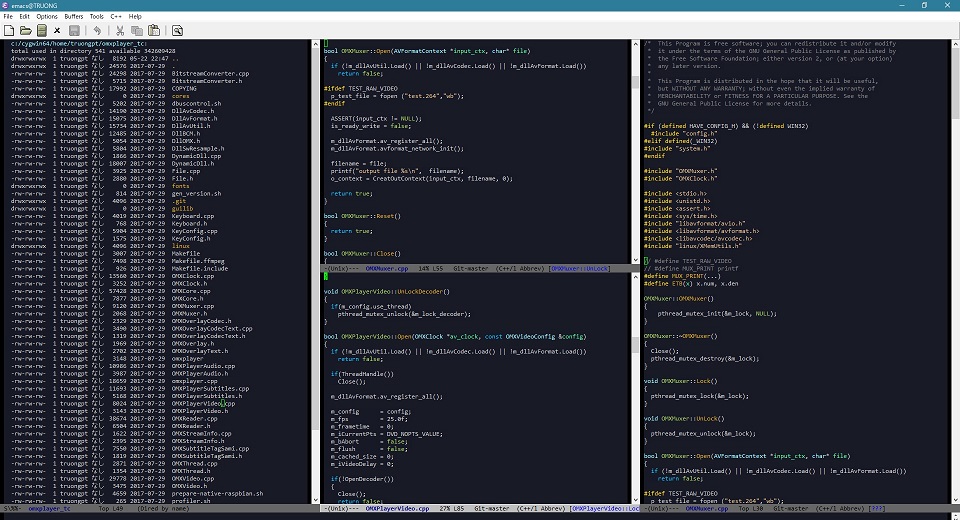 emacs@TRUONG
File Edit Options Buffers Tools C++ Help
c:/cygwin64/home/truongpt/omxplayer_tc:
total used in directory 541 available 342609428
drwxrwxrwx 1 truongpt なし 8192 05-22 22:47 .
drwxrwxrwx 1 truongpt なし 24576 2017-07-29 ..
-rw-rw-rw- 1 truongpt なし 24298 2017-07-29 BitstreamConverter.cpp
-rw-rw-rw- 1 truongpt なし 5715 2017-07-29 BitstreamConverter.h
-rw-rw-rw- 1 truongpt なし 17992 2017-07-29 COPYING
drwxrwxrwx 1 truongpt なし 0 2017-07-29 cores
-rw-rw-rw- 1 truongpt なし 5202 2017-07-29 dbuscontrol.sh
-rw-rw-rw- 1 truongpt なし 14190 2017-07-29 DllAvCodec.h
-rw-rw-rw- 1 truongpt なし 15075 2017-07-29 DllAvFormat.h
-rw-rw-rw- 1 truongpt なし 15734 2017-07-29 DllAvUtil.h
-rw-rw-rw- 1 truongpt なし 12485 2017-07-29 DllBCM.h
-rw-rw-rw- 1 truongpt なし 5054 2017-07-29 DllOMX.h
-rw-rw-rw- 1 truongpt なし 5804 2017-07-29 DllSwResample.h
-rw-rw-rw- 1 truongpt なし 1866 2017-07-29 DynamicDll.cpp
-rw-rw-rw- 1 truongpt なし 18007 2017-07-29 DynamicDll.h
-rw-rw-rw- 1 truongpt なし 3925 2017-07-29 File.cpp
-rw-rw-rw- 1 truongpt なし 2880 2017-07-29 File.h
drwxrwxrwx 1 truongpt なし 0 2017-07-29 fonts
-rw-rw-rw- 1 truongpt なし 814 2017-07-29 gen_version.sh
drwxrwxrwx 1 truongpt なし 4096 2017-07-29 .git
drwxrwxrwx 1 truongpt なし 0 2017-07-29 guilib
-rw-rw-rw- 1 truongpt なし 4019 2017-07-29 Keyboard.cpp
-rw-rw-rw- 1 truongpt なし 768 2017-07-29 Keyboard.h
-rw-rw-rw- 1 truongpt なし 5904 2017-07-29 KeyConfig.cpp
-rw-rw-rw- 1 truongpt なし 1575 2017-07-29 KeyConfig.h
drwxrwxrwx 1 truongpt なし 4096 2017-07-29 linux
-rw-rw-rw- 1 truongpt なし 3007 2017-07-29 Makefile
-rw-rw-rw- 1 truongpt なし 7498 2017-07-29 Makefile.ffmpeg
-rw-rw-rw- 1 truongpt なし 926 2017-07-29 Makefile.include
-rw-rw-rw- 1 truongpt なし 13560 2017-07-29 OMXClock.cpp
-rw-rw-rw- 1 truongpt なし 3252 2017-07-29 OMXClock.h
-rw-rw-rw- 1 truongpt なし 57428 2017-07-29 OMXCore.cpp
-rw-rw-rw- 1 truongpt なし 7877 2017-07-29 OMXCore.h
-rw-rw-rw- 1 truongpt なし 9120 2017-07-29 OMXMuxer.cpp
-rw-rw-rw- 1 truongpt なし 2068 2017-07-29 OMXMuxer.h
-rw-rw-rw- 1 truongpt なし 2329 2017-07-29 OMXOverlayCodec.h
-rw-rw-rw- 1 truongpt なし 3490 2017-07-29 OMXOverlayCodecText.cpp
-rw-rw-rw- 1 truongpt なし 1319 2017-07-29 OMXOverlayCodecText.h
-rw-rw-rw- 1 truongpt なし 1969 2017-07-29 OMXOverlay.h
-rw-rw-rw- 1 truongpt なし 2702 2017-07-29 OMXOverlayText.h
-rw-rw-rw- 1 truongpt なし 3148 2017-07-29 omxplayer
-rw-rw-rw- 1 truongpt なし 10986 2017-07-29 OMXPlayerAudio.cpp
-rw-rw-rw- 1 truongpt なし 3987 2017-07-29 OMXPlayerAudio.h
-rw-rw-rw- 1 truongpt なし 18659 2017-07-29 omxplayer.cpp
-rw-rw-rw- 1 truongpt なし 11693 2017-07-29 OMXPlayerSubtitles.cpp
-rw-rw-rw- 1 truongpt なし 5168 2017-07-29 OMXPlayerSubtitles.h
-rw-rw-rw- 1 truongpt なし 8024 2017-07-29 OMXPlayerVideo.cpp
-rw-rw-rw- 1 truongpt なし 3143 2017-07-29 OMXPlayerVideo.h
-rw-rw-rw- 1 truongpt なし 38674 2017-07-29 OMXReader.cpp
-rw-rw-rw- 1 truongpt なし 6504 2017-07-29 OMXReader.h
-rw-rw-rw- 1 truongpt なし 1622 2017-07-29 OMXStreamInfo.cpp
-rw-rw-rw- 1 truongpt なし 2395 2017-07-29 OMXStreamInfo.h
-rw-rw-rw- 1 truongpt なし 7550 2017-07-29 OMXSubtitleTagSami.cpp
-rw-rw-rw- 1 truongpt なし 1819 2017-07-29 OMXSubtitleTagSami.h
-rw-rw-rw- 1 truongpt なし 2871 2017-07-29 OMXThread.cpp
-rw-rw-rw- 1 truongpt なし 1354 2017-07-29 OMXThread.h
-rw-rw-rw- 1 truongpt なし 29778 2017-07-29 OMXVideo.cpp
-rw-rw-rw- 1 truongpt なし 3475 2017-07-29 OMXVideo.h
-rw-rw-rw- 1 truongpt なし 4659 2017-07-29 prepare-native-raspbian.sh
-rw-rw-rw- 1 truongpt なし 265 2017-07-29 profiler.sh
S\%%- omxplayer_tc Top L49 (Dired by name)
bool OMXMuxer::Open(AVFormatContext *input_ctx, char* file)
{
if (!m_dllAvUtil.Load() || !m_dllAvCodec.Load() || !m_dllAvFormat.Load())
return false;
#ifdef TEST_RAW_VIDEO
p_test_file = fopen ("test.264","wb");
#endif
ASSERT(input_ctx != NULL);
is_ready_write = false;
m_dllAvFormat.av_register_all();
m_dllAvFormat.avformat_network_init();
filename = file;
printf("output file %s\n", filename);
o_context = CreatOutContext(input_ctx, filename, 0);
return true;
}
bool OMXMuxer::Reset()
{
return true;
}
bool OMXMuxer::Close()
{
-(Unix)--- OMXMuxer.cpp 14% L55 Git-master (C++/l Abbrev) [OMXMuxer::UnLock]
void OMXPlayerVideo::UnLockDecoder()
{
if(m_config.use_thread)
pthread_mutex_unlock(&m_lock_decoder);
}
bool OMXPlayerVideo::Open(OMXClock *av_clock, const OMXVideoConfig &config)
{
if (!m_dllAvUtil.Load() || !m_dllAvCodec.Load() || !m_dllAvFormat.Load())
return false;
if(ThreadHandle())
Close();
m_dllAvFormat.av_register_all();
m_config = config;
m_fps = 25.0f;
m_frametime = 0;
m_iCurrentPts = DVD_NOPTS_VALUE;
m_bAbort = false;
m_flush = false;
m_cached_size = 0;
m_iVideoDelay = 0;
if(!OpenDecoder())
{
Close();
return false;
-(Unix)--- OMXPlayerVideo.cpp 27% L85 Git-master (C++/l Abbrev) [OMXPlayerVideo::UnLock
/* This Program is free software; you can redistribute it and/or modify
* it under the terms of the GNU General Public License as published by
* the Free Software Foundation; either version 2, or (at your option)
* any later version.
*
* This Program is distributed in the hope that it will be useful,
* but WITHOUT ANY WARRANTY; without even the implied warranty of
* MERCHANTABILITY or FITNESS FOR A PARTICULAR PURPOSE. See the
* GNU General Public License for more details.
*/
#if (defined HAVE_CONFIG_H) && (!defined WIN32)
#include "config.h"
#elif defined(_WIN32)
#include "system.h"
#endif
#include "OMXMuxer.h"
#include "OMXClock.h"
#include <stdio.h>
#include <unistd.h>
#include <assert.h>
#include <sys/time.h>
#include "libavformat/avio.h"
#include <libavformat/avformat.h>
#include <libavcodec/avcodec.h>
#include "linux/XMemUtils.h"
// #define TEST_RAW_VIDEO
// #define MUX_PRINT printf
#define MUX_PRINT(...)
#define ETB(x) x.num, x.den
OMXMuxer::OMXMuxer()
{
pthread_mutex_init(&m_lock, NULL);
}
OMXMuxer::~OMXMuxer()
{
Close();
pthread_mutex_destroy(&m_lock);
}
void OMXMuxer::Lock()
{
pthread_mutex_lock(&m_lock);
}
void OMXMuxer::UnLock()
{
pthread_mutex_unlock(&m_lock);
}
bool OMXMuxer::Open(AVFormatContext *input_ctx, char* file)
{
if (!m_dllAvUtil.Load() || !m_dllAvCodec.Load() || !m_dllAvFormat.Load())
return false;
#ifdef TEST_RAW_VIDEO
p_test_file = fopen ("test.264","wb");
-(Unix)--- OMXMuxer.cpp Top L30 Git-master (C++/l Abbrev) [???]